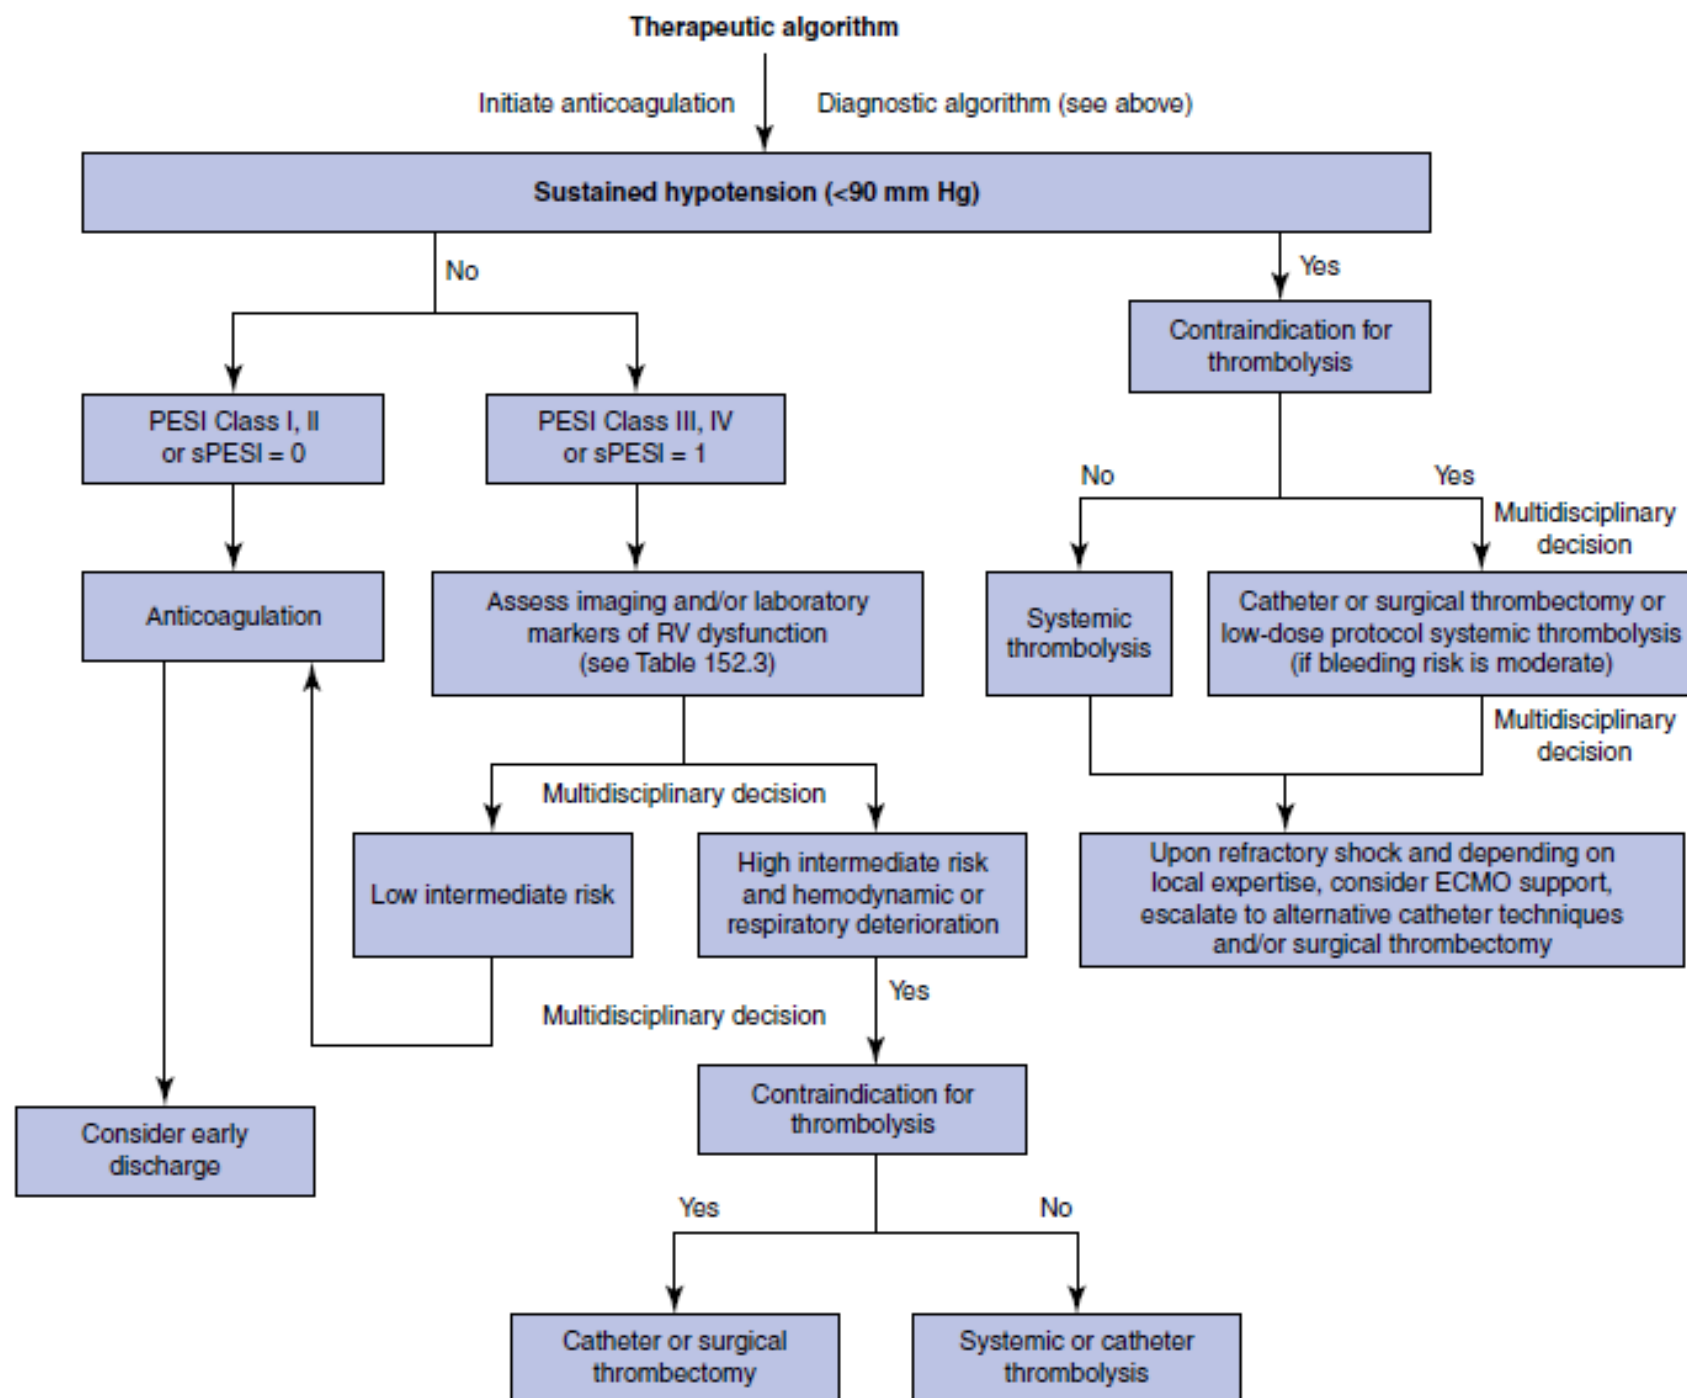 Therapeutic algorithm
Initiate anticoagulation
Diagnostic algorithm (see above)
Sustained hypotension (<90 mm Hg)
No
Yes
Contraindication for
thrombolysis
PESI Class I, II
or sPESI = 0
PESI Class III, IV
or sPESI = 1
No
Yes
Multidisciplinary
decision
Anticoagulation
Assess imaging and/or laboratory
markers of RV dysfunction
(see Table 152.3)
Systemic
thrombolysis
Catheter or surgical thrombectomy or
low-dose protocol systemic thrombolysis
(if bleeding risk is moderate)
Multidisciplinary
decision
Multidisciplinary decision
Low intermediate risk
High intermediate risk
and hemodynamic or
respiratory deterioration
Upon refractory shock and depending on
local expertise, consider ECMO support,
escalate to alternative catheter techniques
and/or surgical thrombectomy
Yes
Multidisciplinary decision
Contraindication for
thrombolysis
Consider early
discharge
Yes
No
Catheter or surgical
thrombectomy
Systemic or catheter
thrombolysis